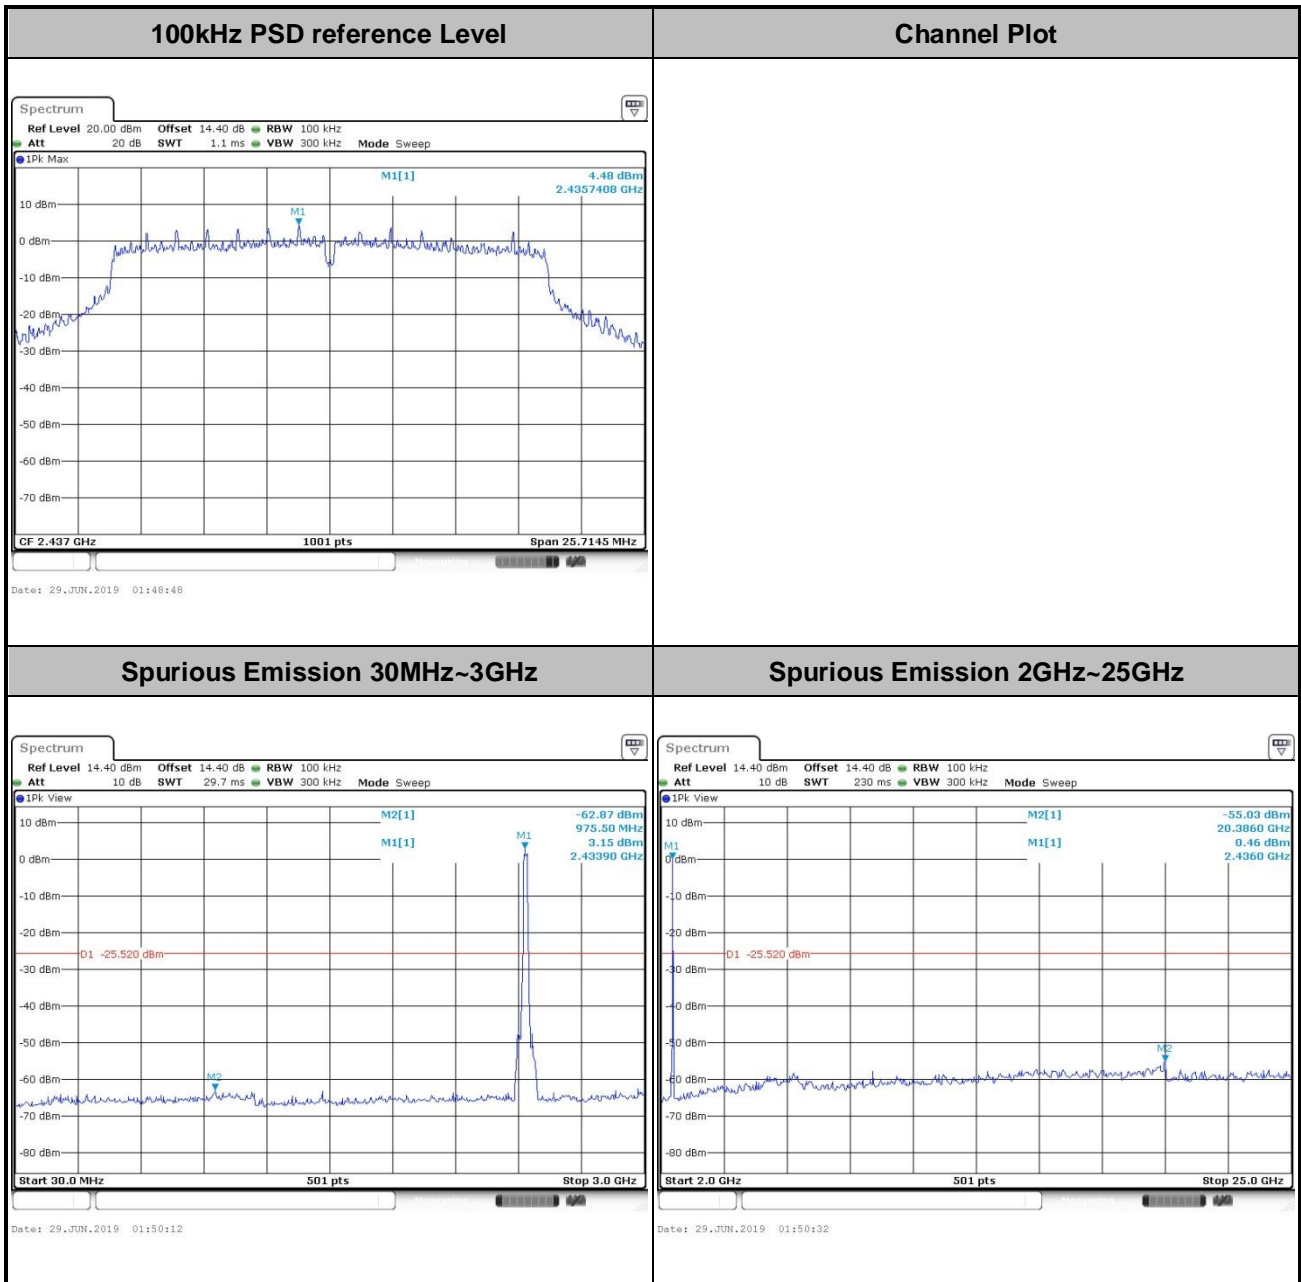 100kHz PSD reference Level
Channel Plot
Spectrum
Ref Level 20.00 dBm Offset 14.40 dB RBW 100 kHz
Att 20 dB SWT 1.1 ms VBW 300 kHz Mode Sweep
1Pk Max
M1[1] 4.48 dBm
2.4357408 GHz
10 dBm
M1
0 dBm
-10 dBm
-20 dBm
-30 dBm
-40 dBm
-50 dBm
-60 dBm
-70 dBm
CF 2.437 GHz 1001 pts Span 25.7145 MHz
Measuring
Date: 29.JUN.2019 01:48:48
Spurious Emission 30MHz~3GHz
Spurious Emission 2GHz~25GHz
Spectrum
Ref Level 14.40 dBm Offset 14.40 dB RBW 100 kHz
Att 10 dB SWT 29.7 ms VBW 300 kHz Mode Sweep
1Pk View
M2[1] -62.87 dBm
975.50 MHz
10 dBm
M1[1] 3.15 dBm
2.43390 GHz
M1
0 dBm
-10 dBm
-20 dBm
D1 -25.520 dBm
-30 dBm
-40 dBm
-50 dBm
-60 dBm
M2
-70 dBm
-80 dBm
Start 30.0 MHz 501 pts Stop 3.0 GHz
Date: 29.JUN.2019 01:50:12
Spectrum
Ref Level 14.40 dBm Offset 14.40 dB RBW 100 kHz
Att 10 dB SWT 230 ms VBW 300 kHz Mode Sweep
1Pk View
M2[1] -55.03 dBm
20.3860 GHz
10 dBm
M1[1] 0.46 dBm
2.4360 GHz
M1
0 dBm
-10 dBm
-20 dBm
D1 -25.520 dBm
-30 dBm
-40 dBm
-50 dBm
M2
-60 dBm
-70 dBm
-80 dBm
Start 2.0 GHz 501 pts Stop 25.0 GHz
Date: 29.JUN.2019 01:50:32